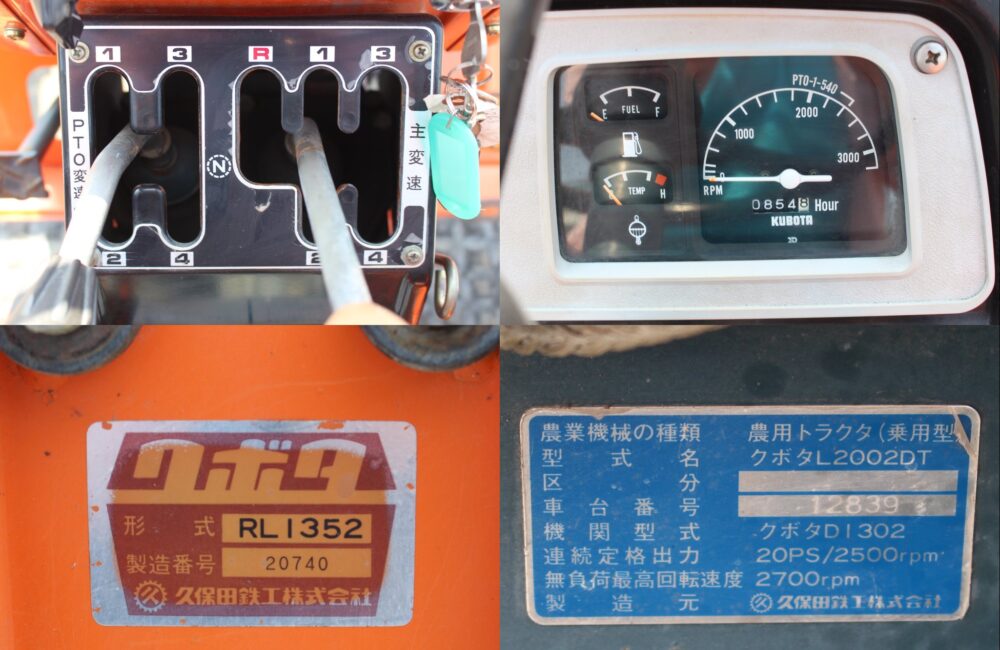 1 3 R 1 3
PTO変速
N
主変速
2 4 2 4
FUEL
E F
TEMP
H
PTO-1-540
1000
2000
3000
0
RPM
0854 Hour
KUBOTA
クボタ
形式 RL1352
製造番号 20740
久保田鉄工株式会社
農業機械の種類 農用トラクタ(乗用型)
型式名 クボタL2002DT
区分
車台番号 12839
機関型式 クボタD1302
連続定格出力 20PS/2500rpm
無負荷最高回転速度 2700rpm
製造元 久保田鉄工株式会社